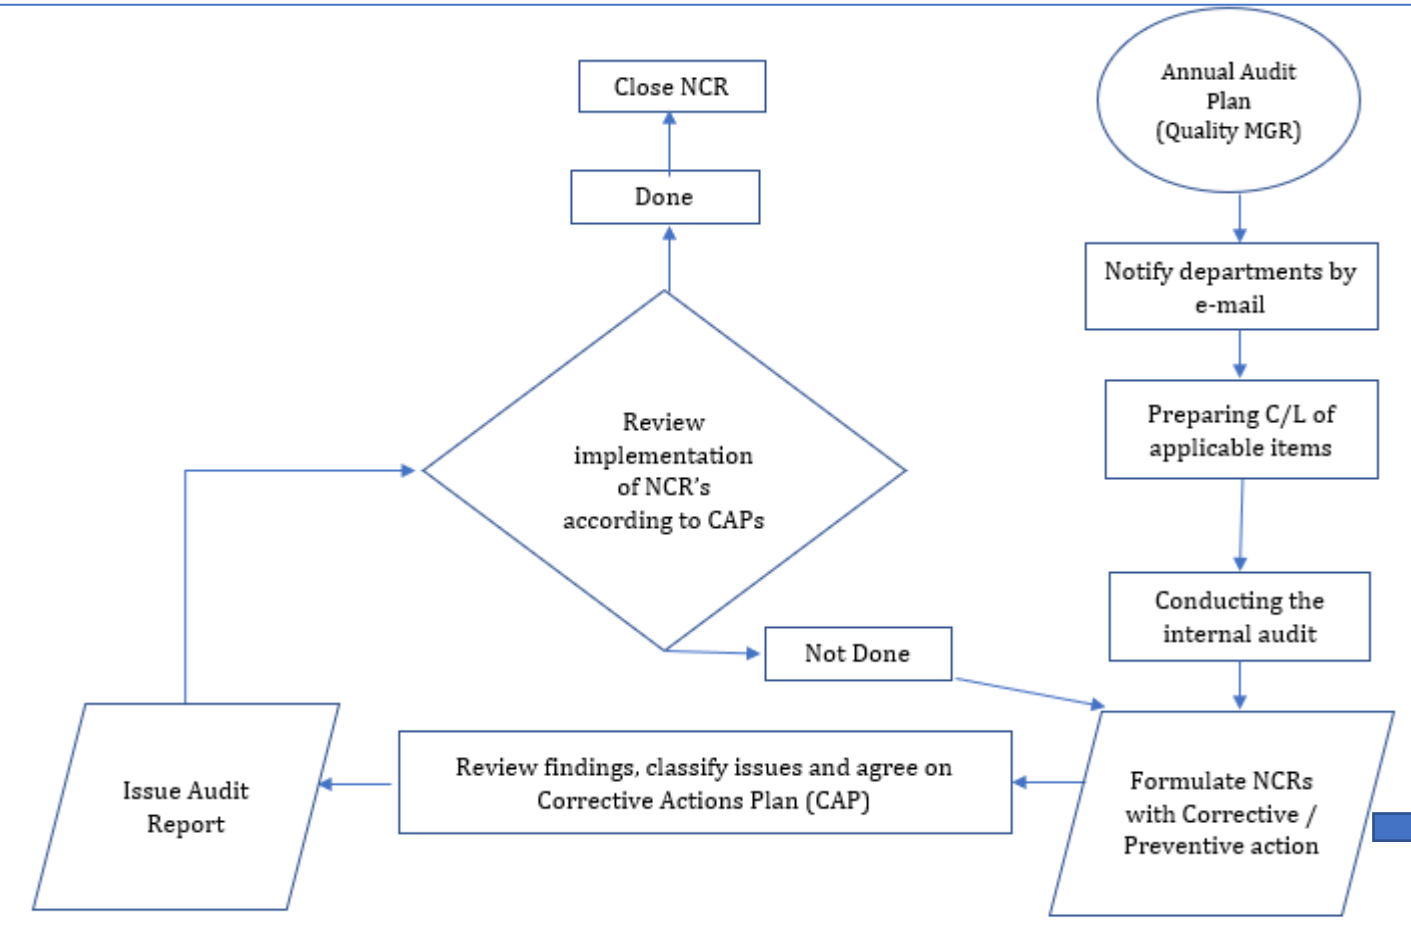 Annual Audit
Plan
(Quality MGR)
Notify departments by
e-mail
Preparing C/L of
applicable items
Conducting the
internal audit
Formulate NCRs
with Corrective /
Preventive action
Review findings, classify issues and agree on
Corrective Actions Plan (CAP)
Issue Audit
Report
Review
implementation
of NCR’s
according to CAPs
Not Done
Done
Close NCR